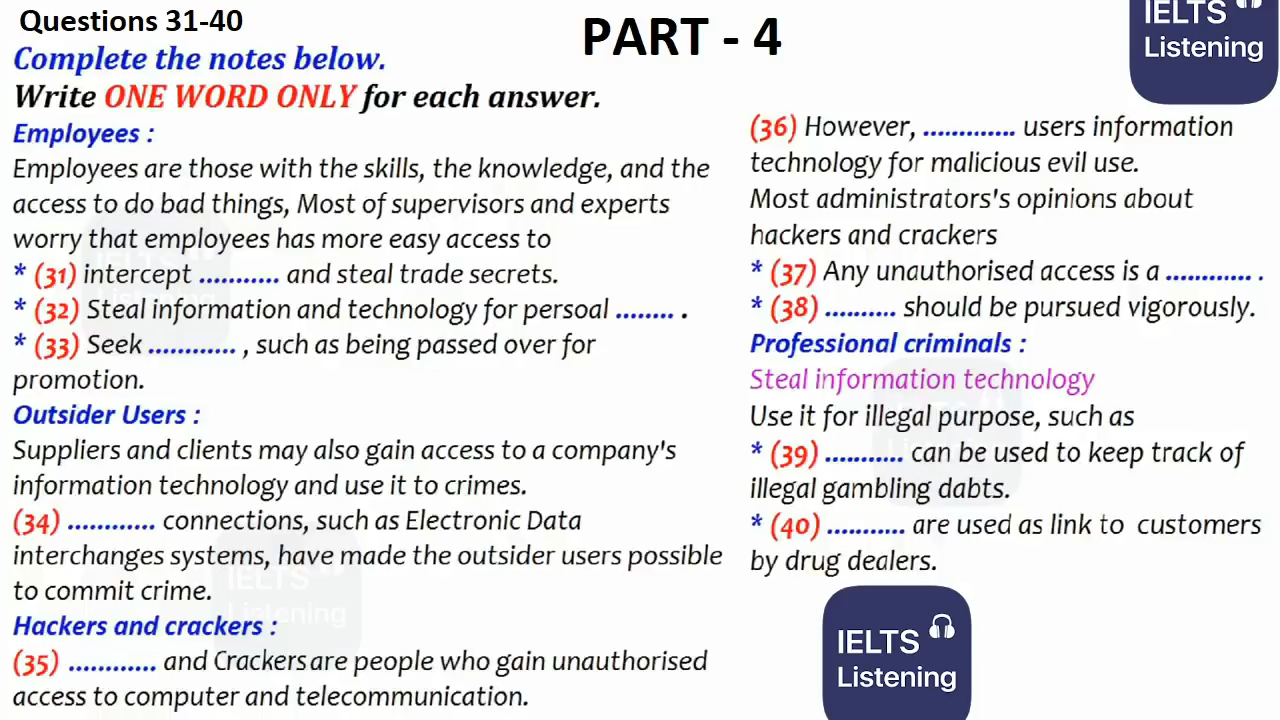 Questions 31-40
PART - 4
IELTS
Listening
Complete the notes below.
Write ONE WORD ONLY for each answer.
Employees :
Employees are those with the skills, the knowledge, and the
access to do bad things, Most of supervisors and experts
worry that employees has more easy access to
* (31) intercept ........... and steal trade secrets.
* (32) Steal information and technology for persoal ........ .
* (33) Seek ............ , such as being passed over for
promotion.
Outsider Users :
Suppliers and clients may also gain access to a company's
information technology and use it to crimes.
(34) ............ connections, such as Electronic Data
interchanges systems, have made the outsider users possible
to commit crime.
Hackers and crackers :
(35) ............ and Crackers are people who gain unauthorised
access to computer and telecommunication.
(36) However, ............. users information
technology for malicious evil use.
Most administrators's opinions about
hackers and crackers
* (37) Any unauthorised access is a ............ .
* (38) .......... should be pursued vigorously.
Professional criminals :
Steal information technology
Use it for illegal purpose, such as
* (39) ........... can be used to keep track of
illegal gambling dabts.
* (40) ........... are used as link to customers
by drug dealers.
IELTS
Listening
IELTS
Listening
IELTS
Listening
Listening